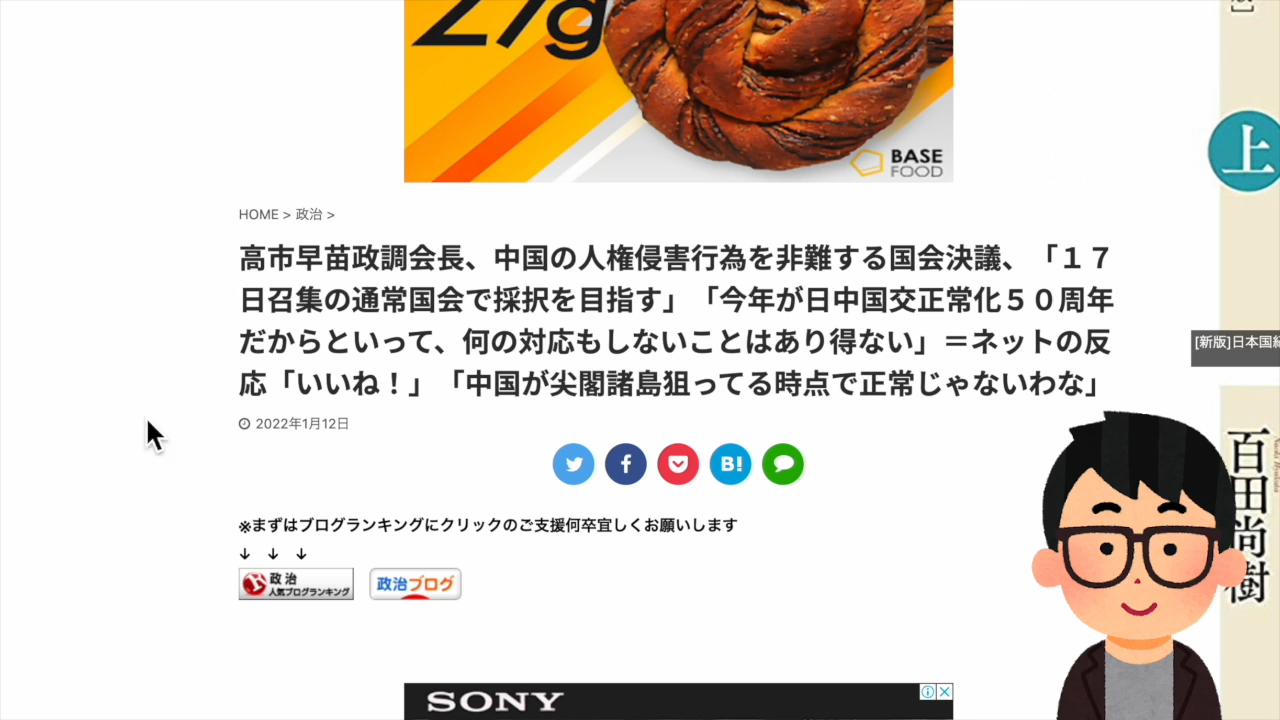 27g
BASE
FOOD
上
HOME > 政治 >
高市早苗政調会長、中国の人権侵害行為を非難する国会決議、「１７
日召集の通常国会で採択を目指す」「今年が日中国交正常化５０周年
だからといって、何の対応もしないことはあり得ない」＝ネットの反
応「いいね！」「中国が尖閣諸島狙ってる時点で正常じゃないわな」
[新版]日本国紀
2022年1月12日
B!
百田尚樹
※まずはブログランキングにクリックのご支援何卒宜しくお願いします
↓ ↓ ↓
政治
人気ブログランキング
政治ブログ
SONY